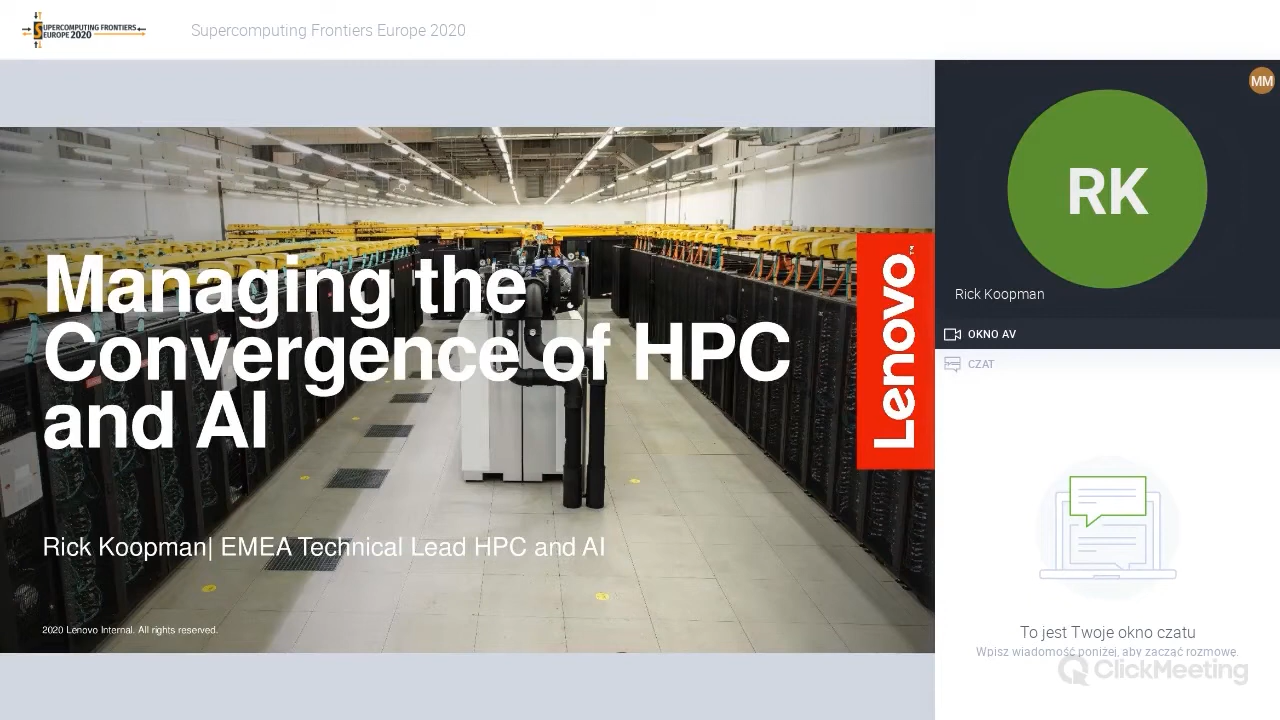 SUPERCOMPUTING FRONTIERS
EUROPE 2020
Supercomputing Frontiers Europe 2020
Managing the
Convergence of HPC
and AI
Rick Koopman| EMEA Technical Lead HPC and AI
2020 Lenovo Internal. All rights reserved.
Lenovo™
MM
RK
Rick Koopman
OKNO AV
CZAT
To jest Twoje okno czatu
Wpisz wiadomość poniżej, aby zacząć rozmowę.
ClickMeeting